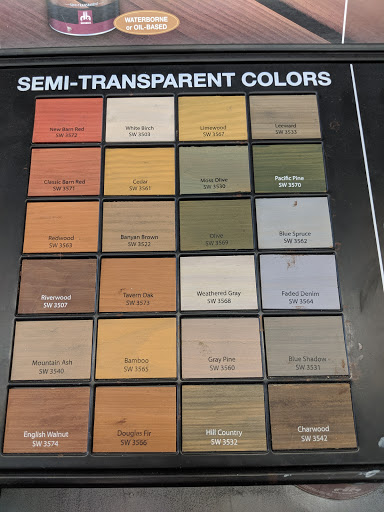 WATERBORNE
or OIL-BASED
SEMI-TRANSPARENT COLORS
New Barn Red
SW 3572
White Birch
SW 3503
Limewood
SW 3507
Leeward
SW 3533
Classic Barn Red
SW 3571
Cedar
SW 3561
Moss Olive
SW 3530
Pacific Pine
SW 3570
Redwood
SW 3563
Banyan Brown
SW 3522
Olive
SW 3569
Blue Spruce
SW 3562
Riverwood
SW 3507
Tavern Oak
SW 3573
Weathered Gray
SW 3568
Faded Denim
SW 3564
Mountain Ash
SW 3540
Bamboo
SW 3565
Gray Pine
SW 3560
Blue Shadow
SW 3531
English Walnut
SW 3574
Douglas Fir
SW 3566
Hill Country
SW 3532
Charwood
SW 3542